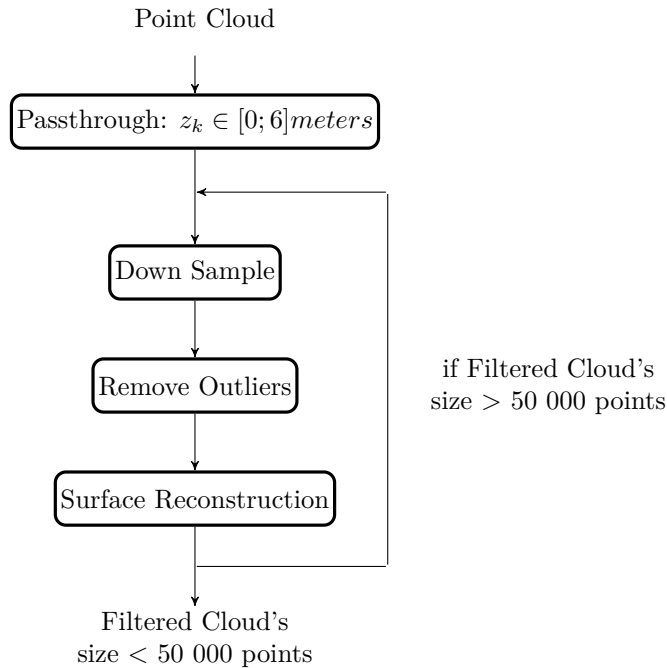 Point Cloud
Passthrough: $z_k \in [0; 6]meters$
Down Sample
Remove Outliers
Surface Reconstruction
if Filtered Cloud's
size > 50 000 points
Filtered Cloud's
size < 50 000 points